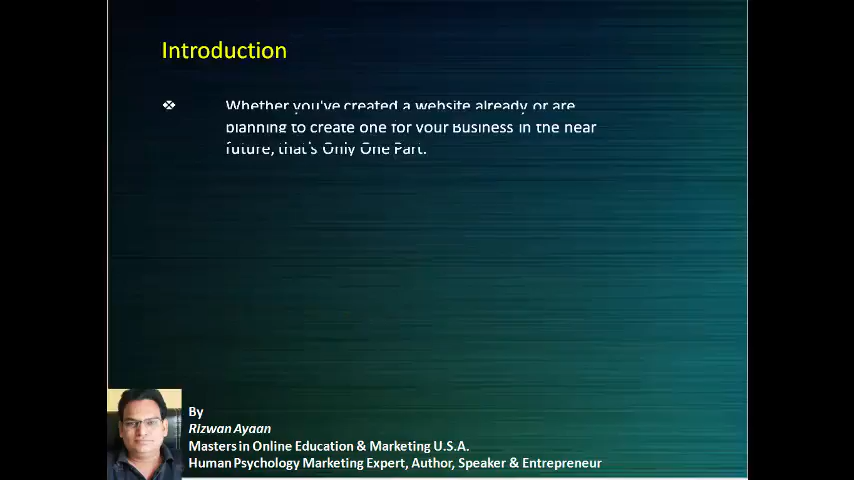 Introduction
Whether you've created a website already or are
planning to create one for your Business in the near
future, that's Only One Part.
By
Rizwan Ayaan
Masters in Online Education & Marketing U.S.A.
Human Psychology Marketing Expert, Author, Speaker & Entrepreneur